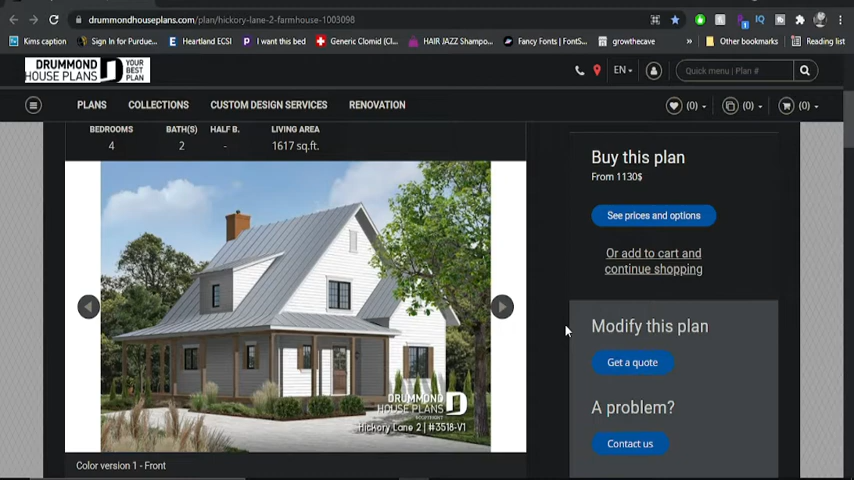 drummondhouseplans.com/plan/hickory-lane-2-farmhouse-1003098
Kims caption
Sign In for Purdue...
Heartland ECSI
I want this bed
Generic Clomid (Cl...
HAIR JAZZ Shampo...
Fancy Fonts | FontS...
growthecave
»
Other bookmarks
Reading list
DRUMMOND
HOUSE PLANS
YOUR
BEST
PLAN
EN
Quick menu | Plan #
PLANS
COLLECTIONS
CUSTOM DESIGN SERVICES
RENOVATION
(0)
(0)
(0)
BEDROOMS
BATH(S)
HALF B.
LIVING AREA
4
2
-
1617 sq.ft.
DRUMMOND
HOUSE PLANS
Hickory Lane 2 | #3518-V1
Color version 1 - Front
Buy this plan
From 1130$
See prices and options
Or add to cart and
continue shopping
Modify this plan
Get a quote
A problem?
Contact us